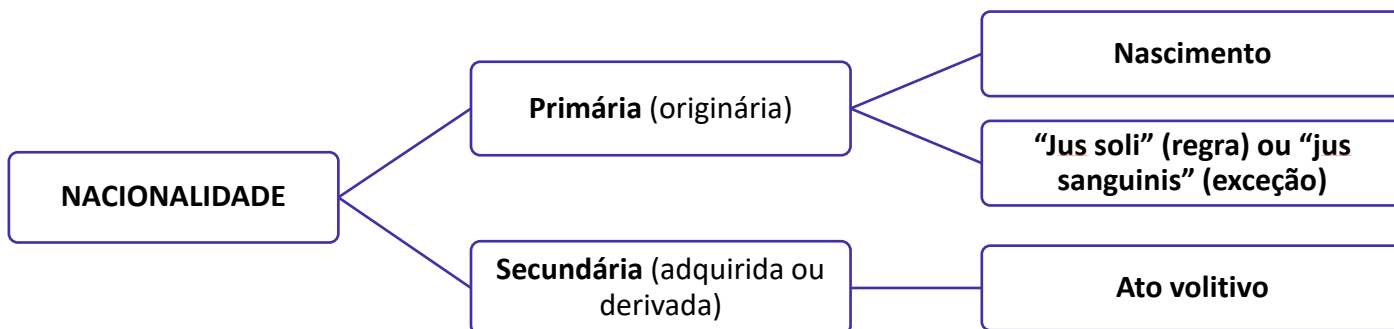 NACIONALIDADE
Primária (originária)
Nascimento
“Jus soli” (regra) ou “jus
sanguinis” (exceção)
Secundária (adquirida ou
derivada)
Ato volitivo